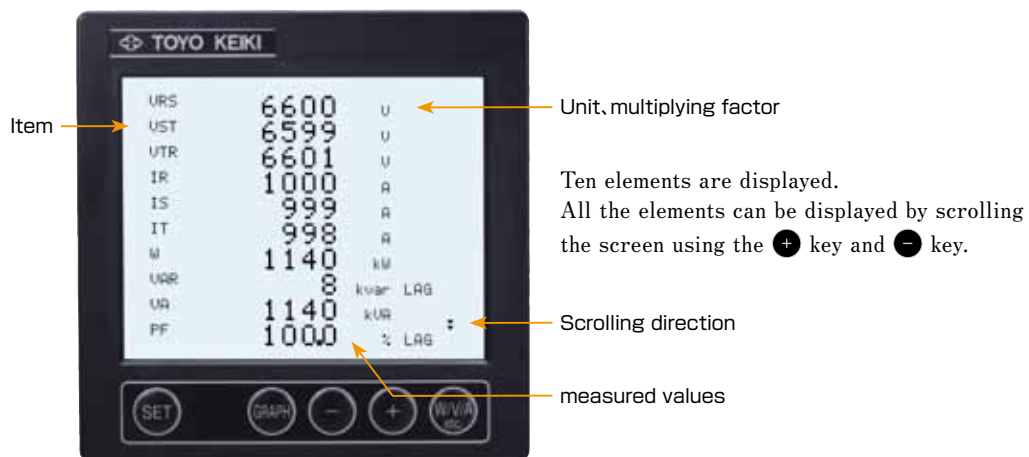 TOYO KEIKI
VRS 6600 V
VST 6599 V
VTR 6601 V
IR 1000 A
IS 999 A
IT 998 A
W 1140 kW
VAR 8 kvar LAG
VA 1140 kVA
PF 100.0 % LAG
SET GRAPH − + W/V/A etc.
Item
Unit、multiplying factor
Ten elements are displayed.
All the elements can be displayed by scrolling
the screen using the + key and − key.
Scrolling direction
measured values